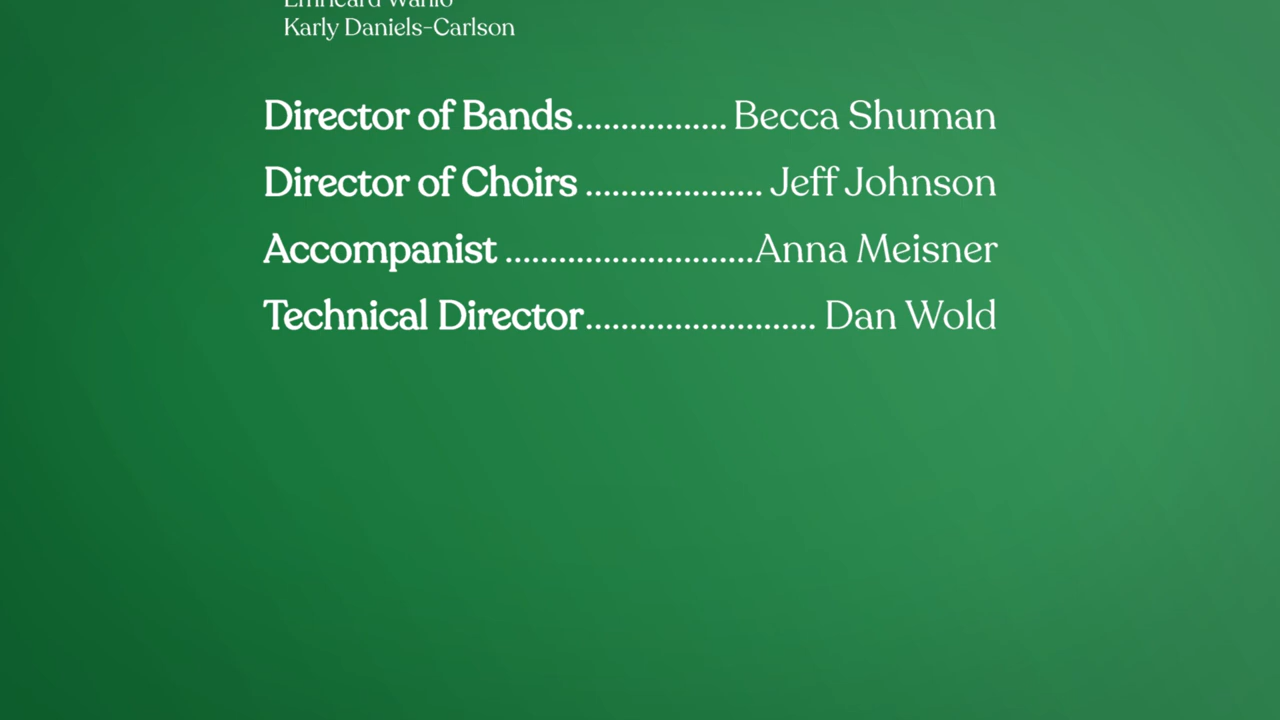 Karly Daniels-Carlson
Director of Bands................. Becca Shuman
Director of Choirs .................... Jeff Johnson
Accompanist ............................Anna Meisner
Technical Director.......................... Dan Wold